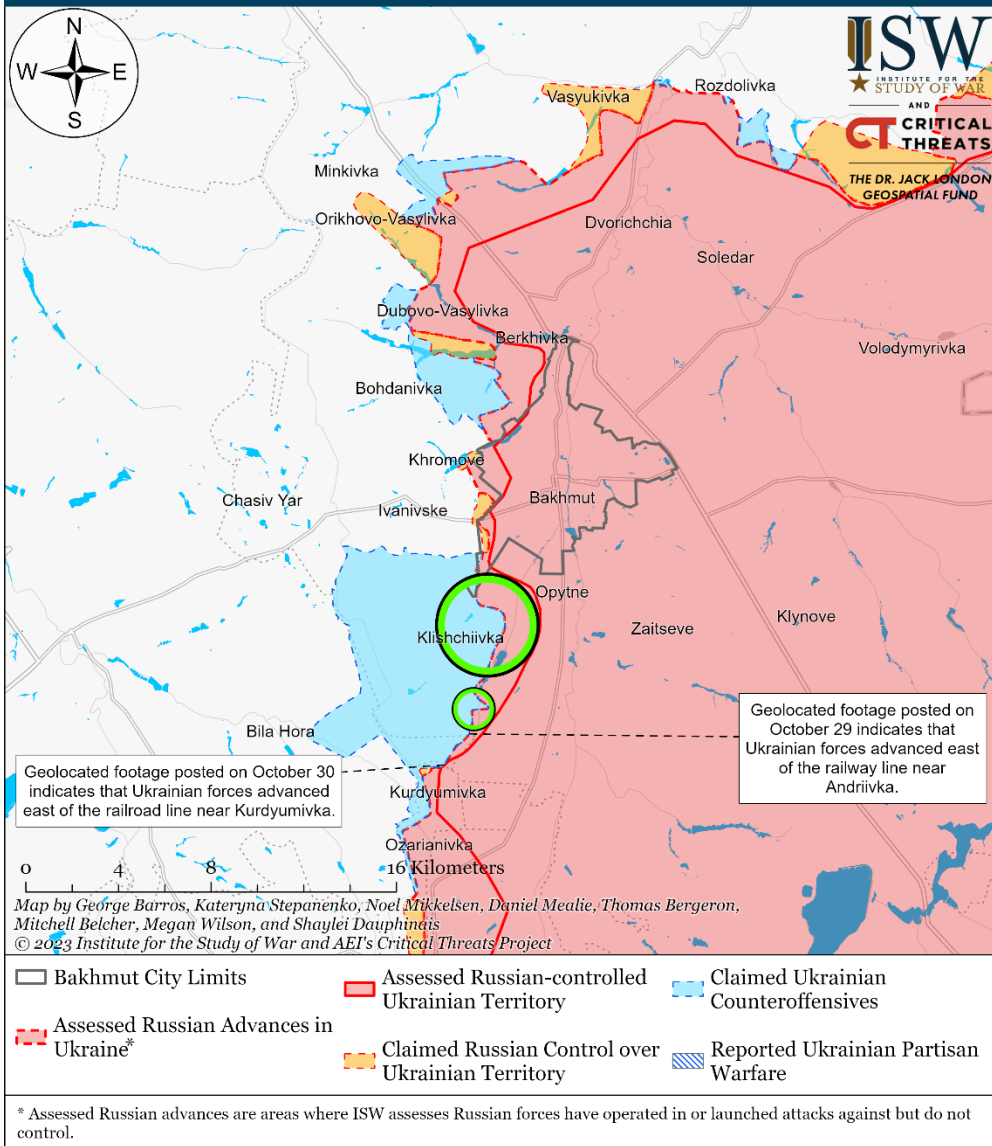 N
W E
S
ISW
INSTITUTE FOR THE
STUDY OF WAR
AND
CT CRITICAL
THREATS
THE DR. JACK LONDON
GEOSPATIAL FUND
Rozdolivka
Vasyukivka
Minkivka
Orikhovo-Vasylivka
Dvorichchia
Soledar
Dubovo-Vasylivka
Berkhivka
Volodymyrivka
Bohdanivka
Khromove
Chasiv Yar
Ivanivske
Bakhmut
Opytne
Klishchiivka
Zaitseve
Klynove
Bila Hora
Geolocated footage posted on
October 29 indicates that
Ukrainian forces advanced east
of the railway line near
Andriivka.
Geolocated footage posted on October 30
indicates that Ukrainian forces advanced
east of the railroad line near Kurdyumivka.
Kurdyumivka
Ozarianivka
0 4 8 16 Kilometers
Map by George Barros, Kateryna Stepanenko, Noel Mikkelsen, Daniel Mealie, Thomas Bergeron,
Mitchell Belcher, Megan Wilson, and Shaylei Dauphinais
© 2023 Institute for the Study of War and AEI's Critical Threats Project
Bakhmut City Limits
Assessed Russian Advances in
Ukraine*
Assessed Russian-controlled
Ukrainian Territory
Claimed Russian Control over
Ukrainian Territory
Claimed Ukrainian
Counteroffensives
Reported Ukrainian Partisan
Warfare
* Assessed Russian advances are areas where ISW assesses Russian forces have operated in or launched attacks against but do not
control.